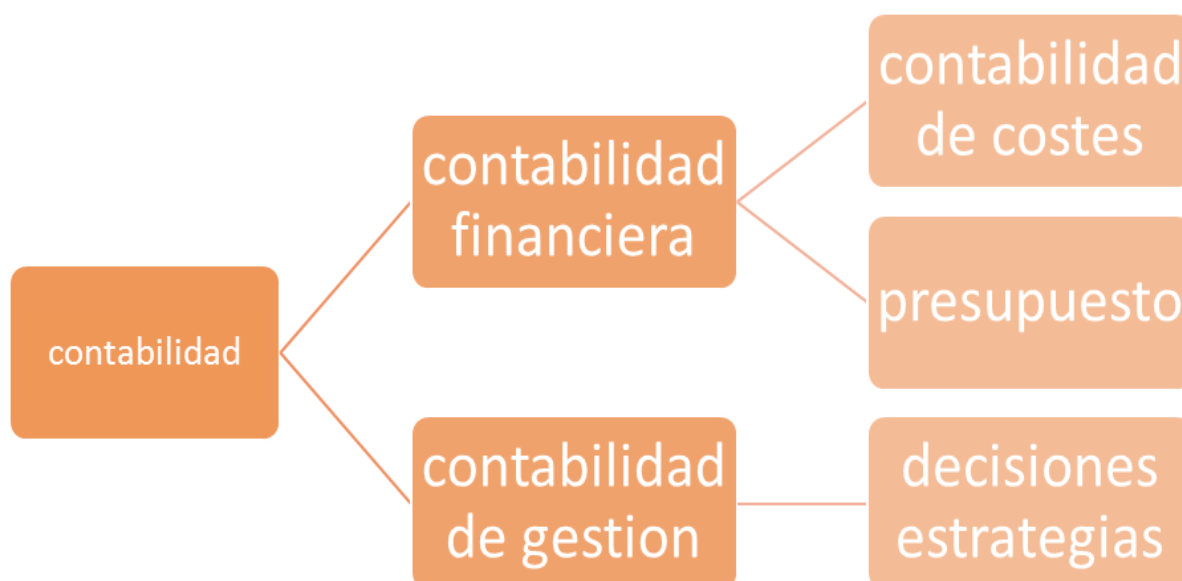 contabilidad
contabilidad
financiera
contabilidad
de gestion
contabilidad
de costes
presupuesto
decisiones
estrategias